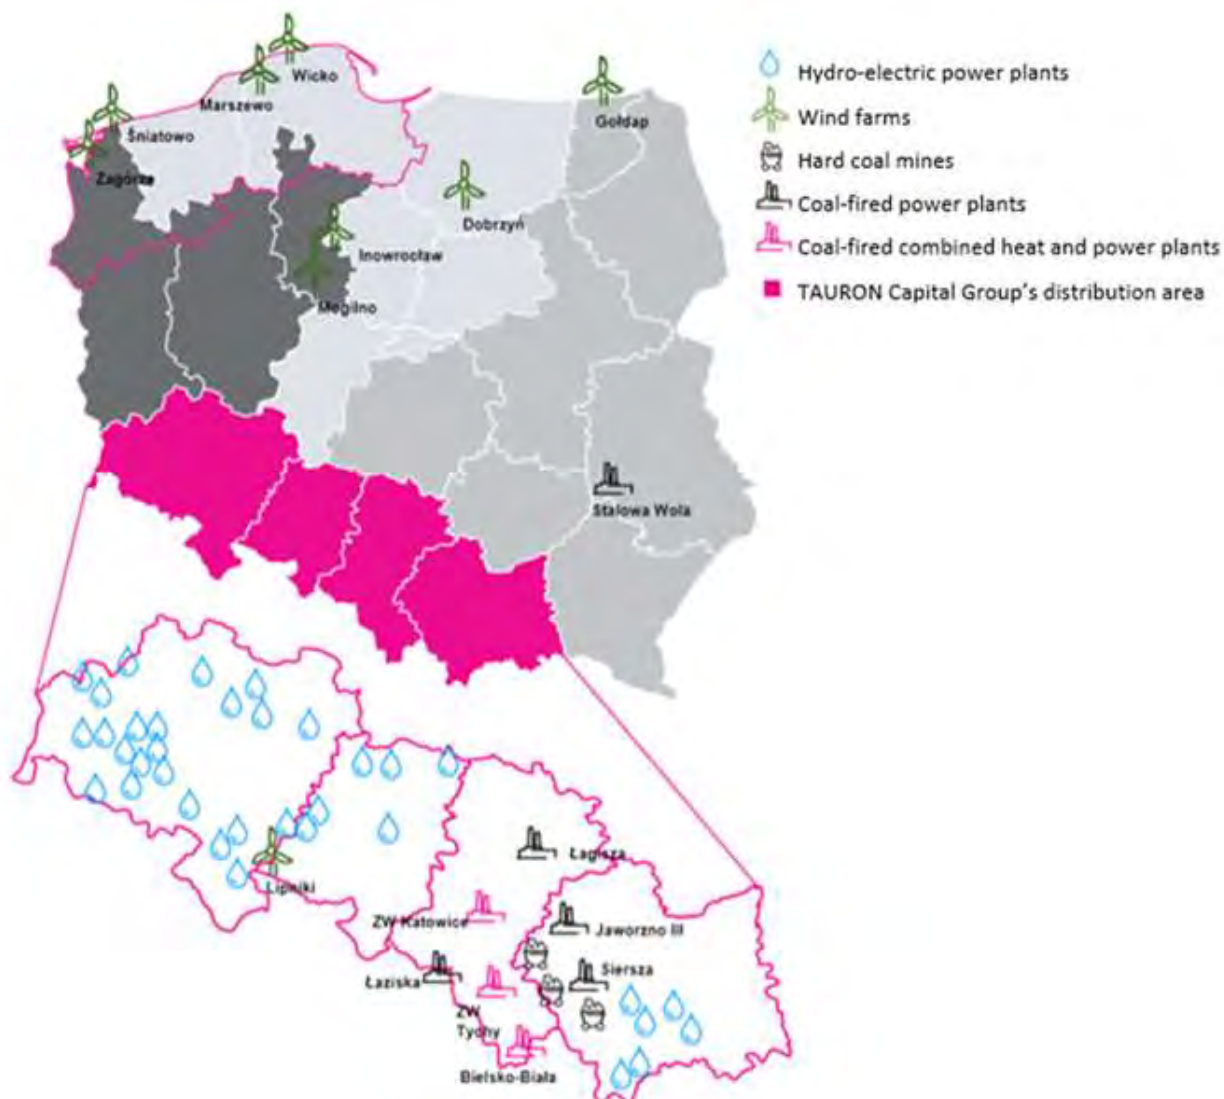 Wicko
Marszewo
Śniatowo
Zagórze
Gołdap
Dobrzyń
Inowrocław
Mogilno
Stalowa Wola
Hydro-electric power plants
Wind farms
Hard coal mines
Coal-fired power plants
Coal-fired combined heat and power plants
TAURON Capital Group's distribution area
Łagisza
Lipniki
ZW Katowice
Jaworzno III
Łaziska
Siersza
ZW
Tychy
Bielsko-Biała